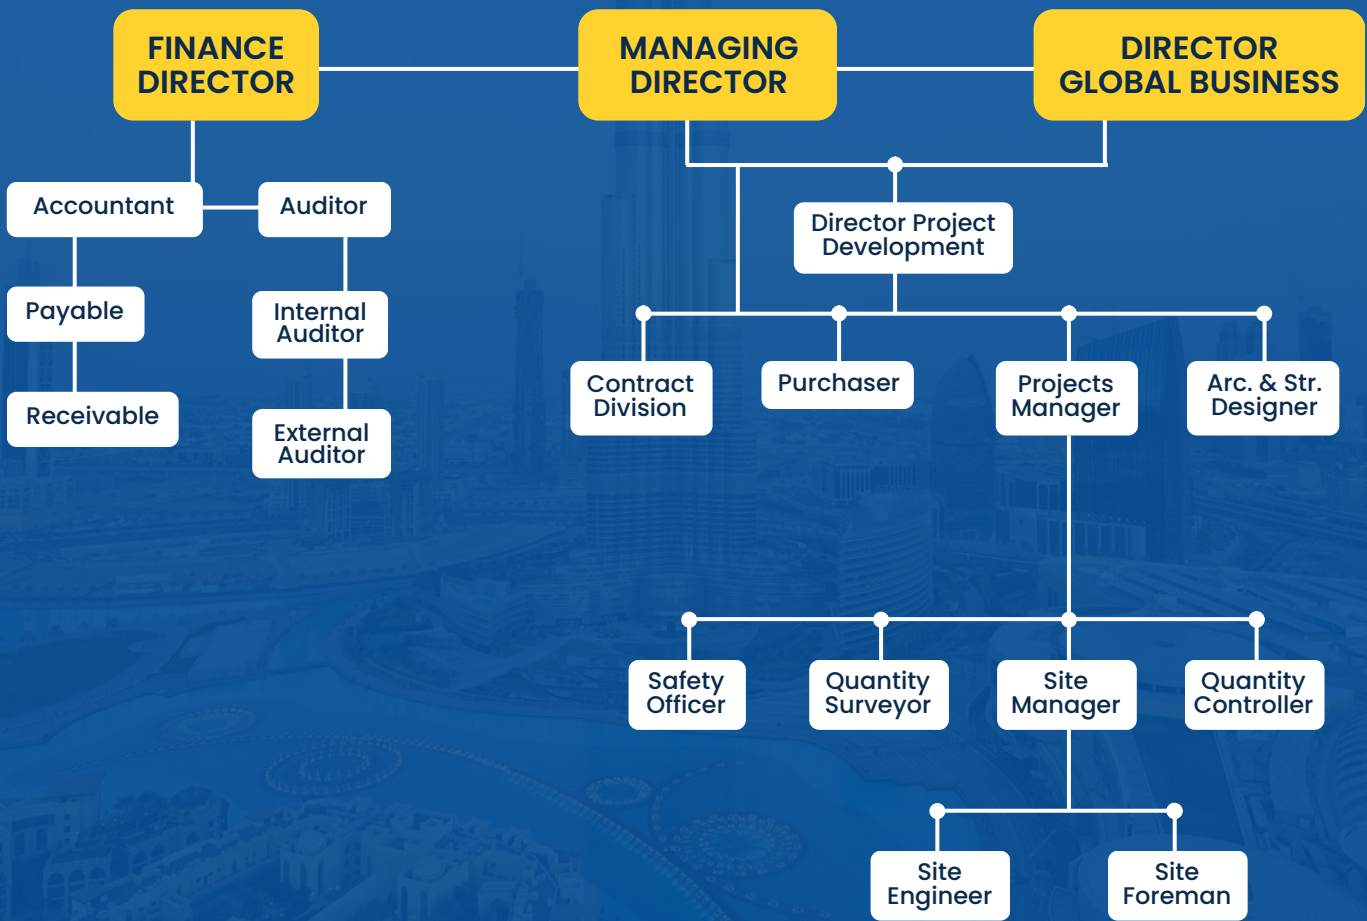 FINANCE
DIRECTOR
MANAGING
DIRECTOR
DIRECTOR
GLOBAL BUSINESS
Accountant
Auditor
Director Project
Development
Payable
Internal
Auditor
Receivable
External
Auditor
Contract
Division
Purchaser
Projects
Manager
Arc. & Str.
Designer
Safety
Officer
Quantity
Surveyor
Site
Manager
Quantity
Controller
Site
Engineer
Site
Foreman